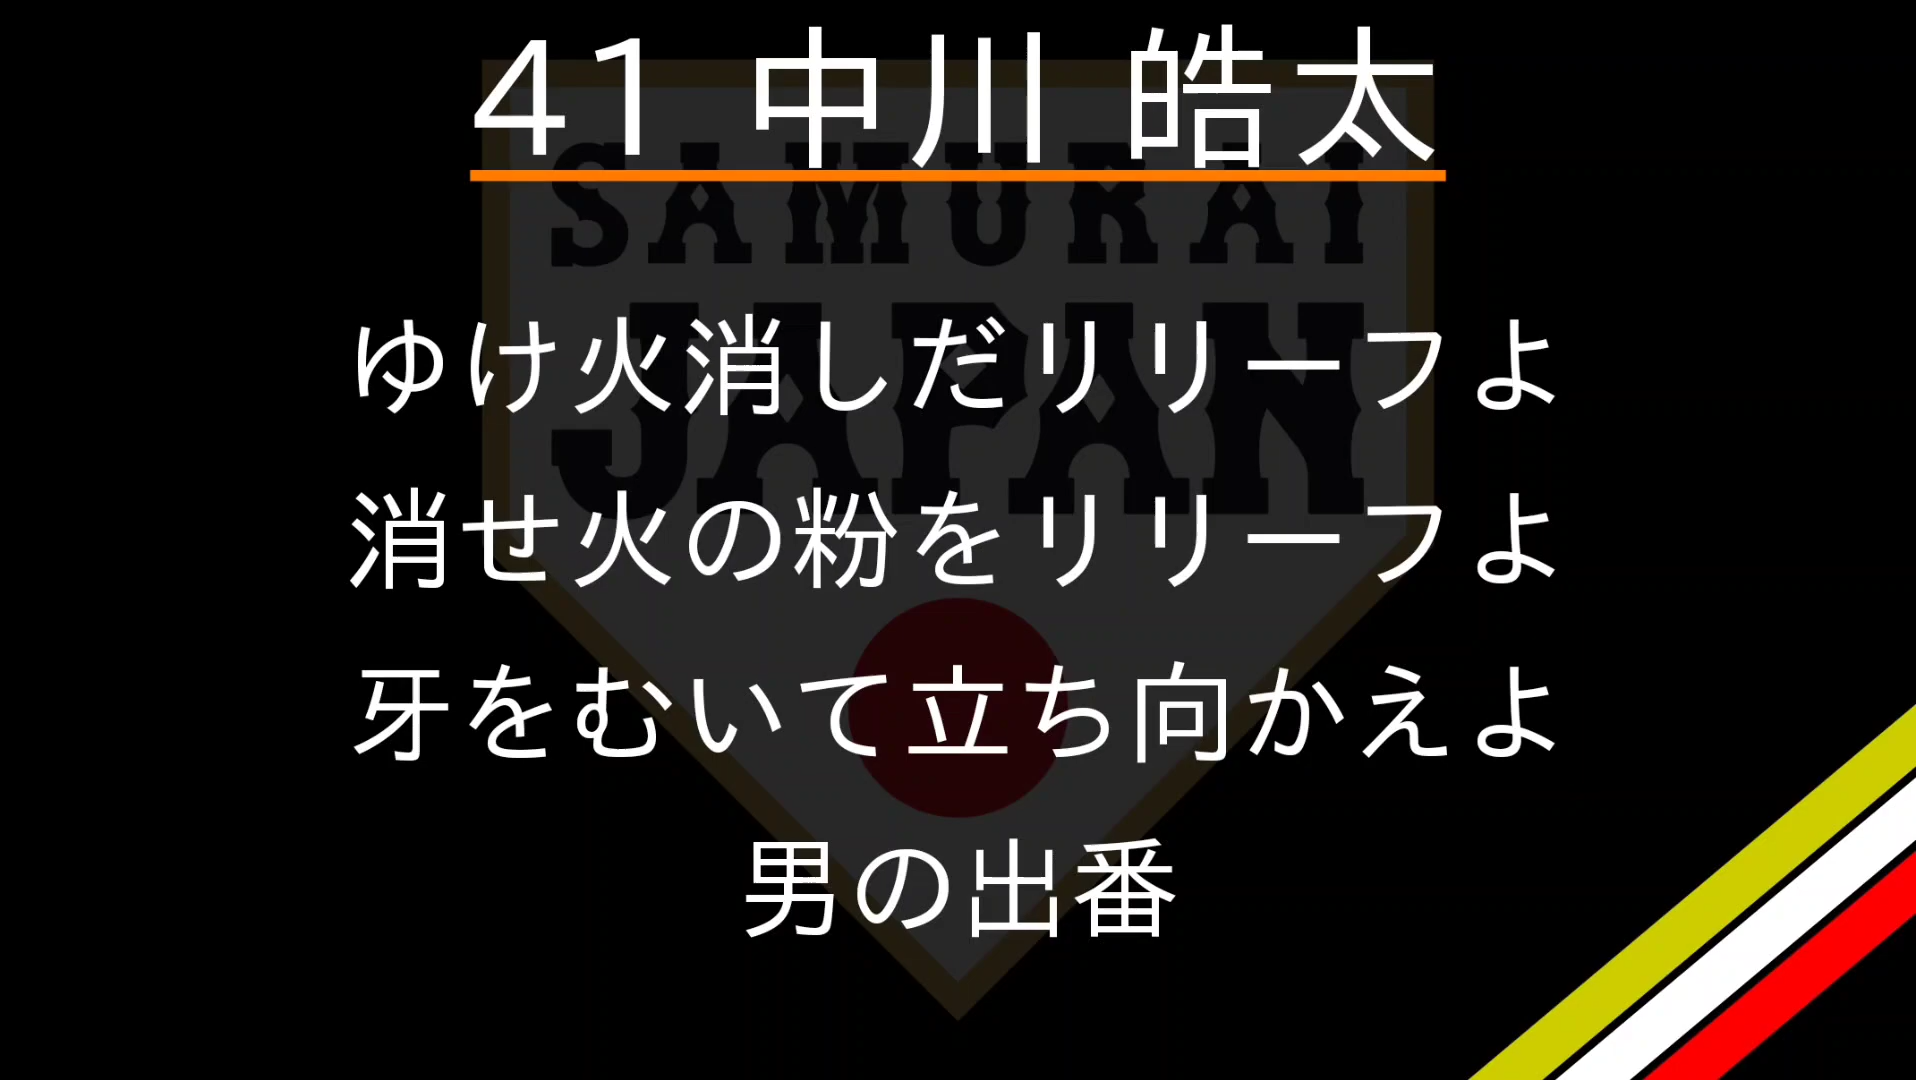 41 中川 皓太
SAMURAI
JAPAN
ゆけ火消しだリリーフよ
消せ火の粉をリリーフよ
牙をむいて立ち向かえよ
男の出番